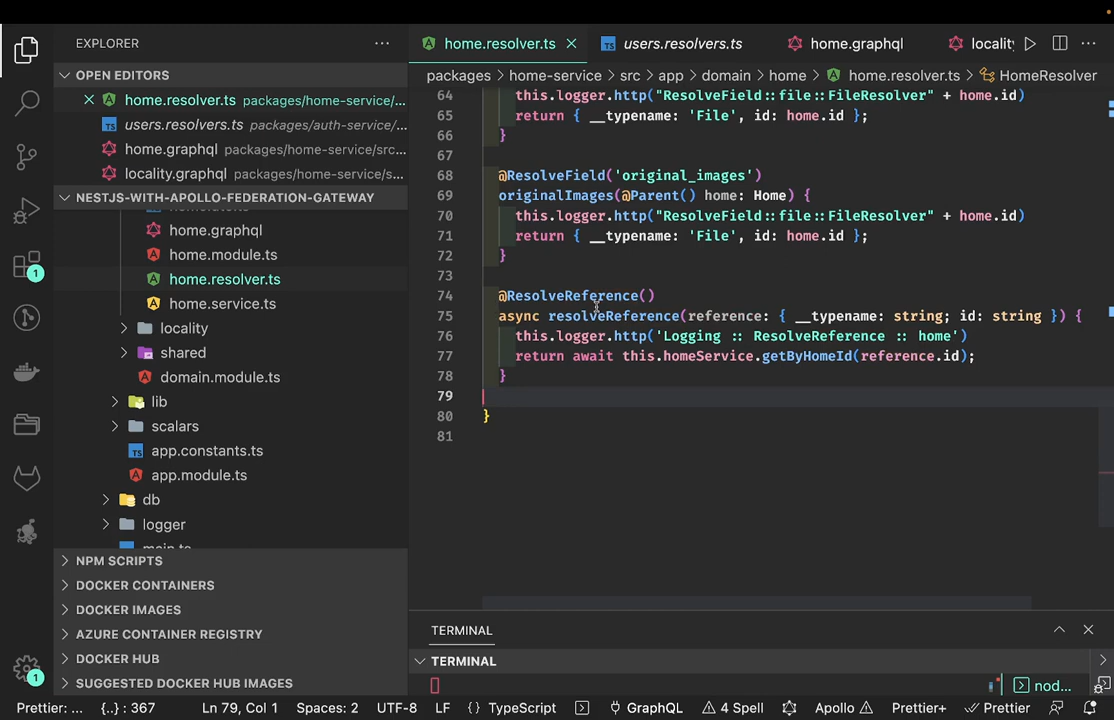 EXPLORER
home.resolver.ts
users.resolvers.ts
home.graphql
OPEN EDITORS
home.resolver.ts packages/home-service/...
users.resolvers.ts packages/auth-service/...
home.graphql packages/home-service/src...
locality.graphql packages/home-service/s...
NESTJS-WITH-APOLLO-FEDERATION-GATEWAY
home.graphql
home.module.ts
home.resolver.ts
home.service.ts
locality
shared
domain.module.ts
lib
scalars
app.constants.ts
app.module.ts
db
logger
main.ts
NPM SCRIPTS
DOCKER CONTAINERS
DOCKER IMAGES
AZURE CONTAINER REGISTRY
DOCKER HUB
SUGGESTED DOCKER HUB IMAGES
1
1
packages > home-service > src > app > domain > home > home.resolver.ts > HomeResolver
64 this.logger.http("ResolveField::file::FileResolver" + home.id)
65 return { __typename: 'File', id: home.id };
66 }
67
68 @ResolveField('original_images')
69 originalImages(@Parent() home: Home) {
70 this.logger.http("ResolveField::file::FileResolver" + home.id)
71 return { __typename: 'File', id: home.id };
72 }
73
74 @ResolveReference()
75 async resolveReference(reference: { __typename: string; id: string }) {
76 this.logger.http('Logging :: ResolveReference :: home')
77 return await this.homeService.getByHomeId(reference.id);
78 }
79
80 }
81
TERMINAL
TERMINAL
nod...
Prettier: ... {..} : 367 Ln 79, Col 1 Spaces: 2 UTF-8 LF {} TypeScript GraphQL 4 Spell Apollo Prettier+ Prettier